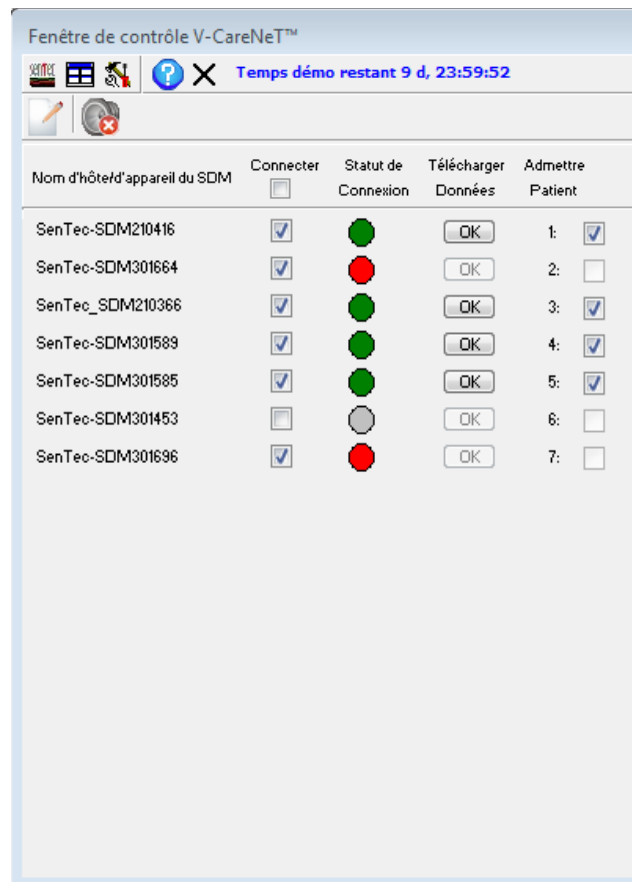 Fenêtre de contrôle V-CareNeT™
SENTEC
Temps démo restant 9 d, 23:59:52
Nom d'hôte/d'appareil du SDM Connecter Statut de Connexion Télécharger Données Admettre Patient
SenTec-SDM210416 OK 1:
SenTec-SDM301664 OK 2:
SenTec_SDM210366 OK 3:
SenTec-SDM301589 OK 4:
SenTec-SDM301585 OK 5:
SenTec-SDM301453 OK 6:
SenTec-SDM301696 OK 7: